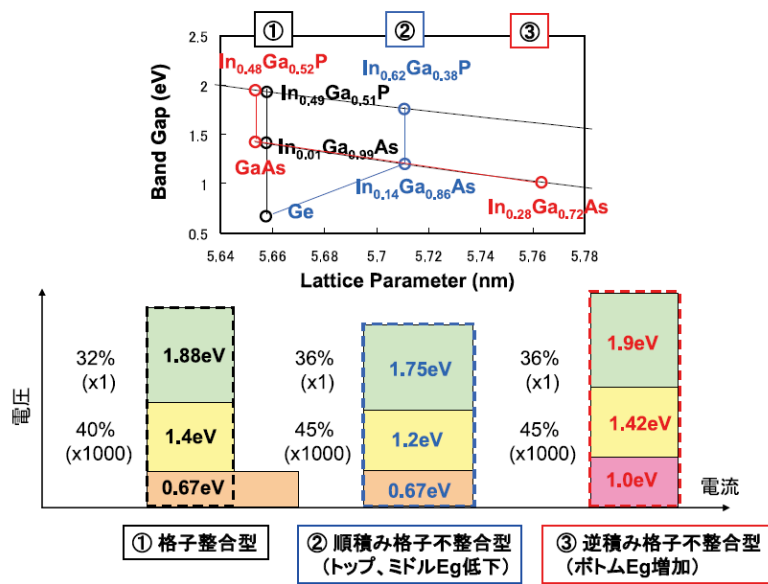 ① ② ③
Band Gap (eV)
2.5
2
1.5
1
0.5
In0.48Ga0.52P
In0.62Ga0.38P
In0.49Ga0.51P
In0.01Ga0.99As
GaAs
In0.14Ga0.86As
In0.28Ga0.72As
Ge
5.64 5.66 5.68 5.7 5.72 5.74 5.76 5.78
Lattice Parameter (nm)
電圧
32%
(x1)
40%
(x1000)
1.88eV
1.4eV
0.67eV
36%
(x1)
45%
(x1000)
1.75eV
1.2eV
0.67eV
36%
(x1)
45%
(x1000)
1.9eV
1.42eV
1.0eV
電流
① 格子整合型
② 順積み格子不整合型
(トップ、ミドルEg低下)
③ 逆積み格子不整合型
(ボトムEg増加)